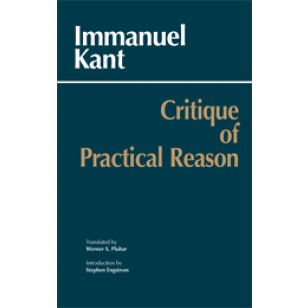 Immanuel
Kant
Critique
of
Practical Reason
Translated by
Werner S. Pluhar
Introduction by
Stephen Engstrom